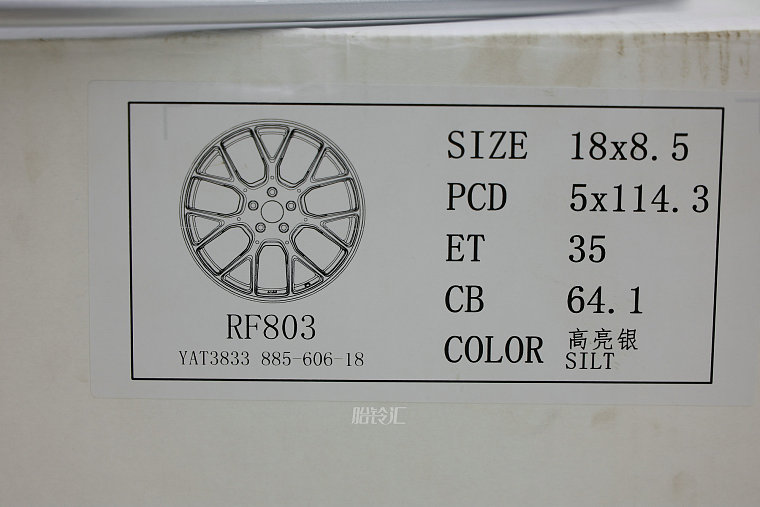 SIZE 18x8.5
PCD 5x114.3
ET 35
CB 64.1
COLOR 高亮银
SILT
RF803
YAT3833 885-606-18
胎铃汇